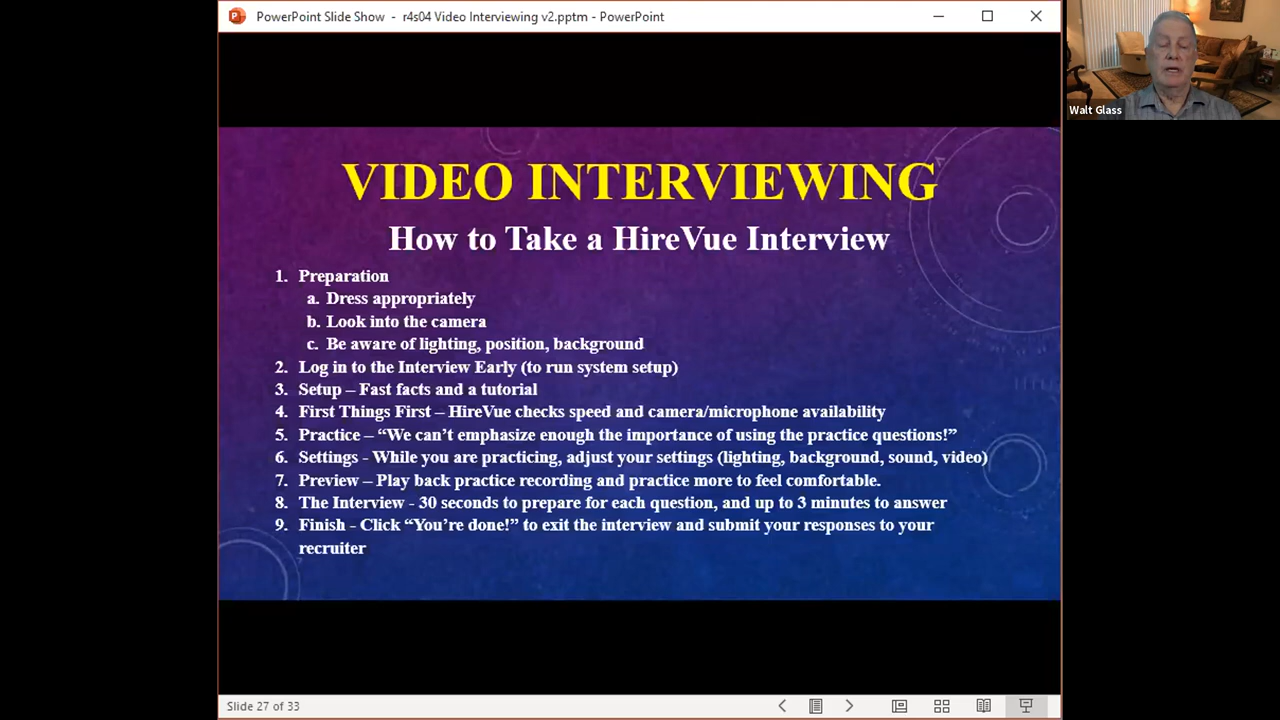 PowerPoint Slide Show - r4s04 Video Interviewing v2.pptm - PowerPoint
Walt Glass
VIDEO INTERVIEWING
How to Take a HireVue Interview
1. Preparation
a. Dress appropriately
b. Look into the camera
c. Be aware of lighting, position, background
2. Log in to the Interview Early (to run system setup)
3. Setup – Fast facts and a tutorial
4. First Things First – HireVue checks speed and camera/microphone availability
5. Practice – “We can’t emphasize enough the importance of using the practice questions!”
6. Settings - While you are practicing, adjust your settings (lighting, background, sound, video)
7. Preview – Play back practice recording and practice more to feel comfortable.
8. The Interview - 30 seconds to prepare for each question, and up to 3 minutes to answer
9. Finish - Click “You’re done!” to exit the interview and submit your responses to your
recruiter
Slide 27 of 33